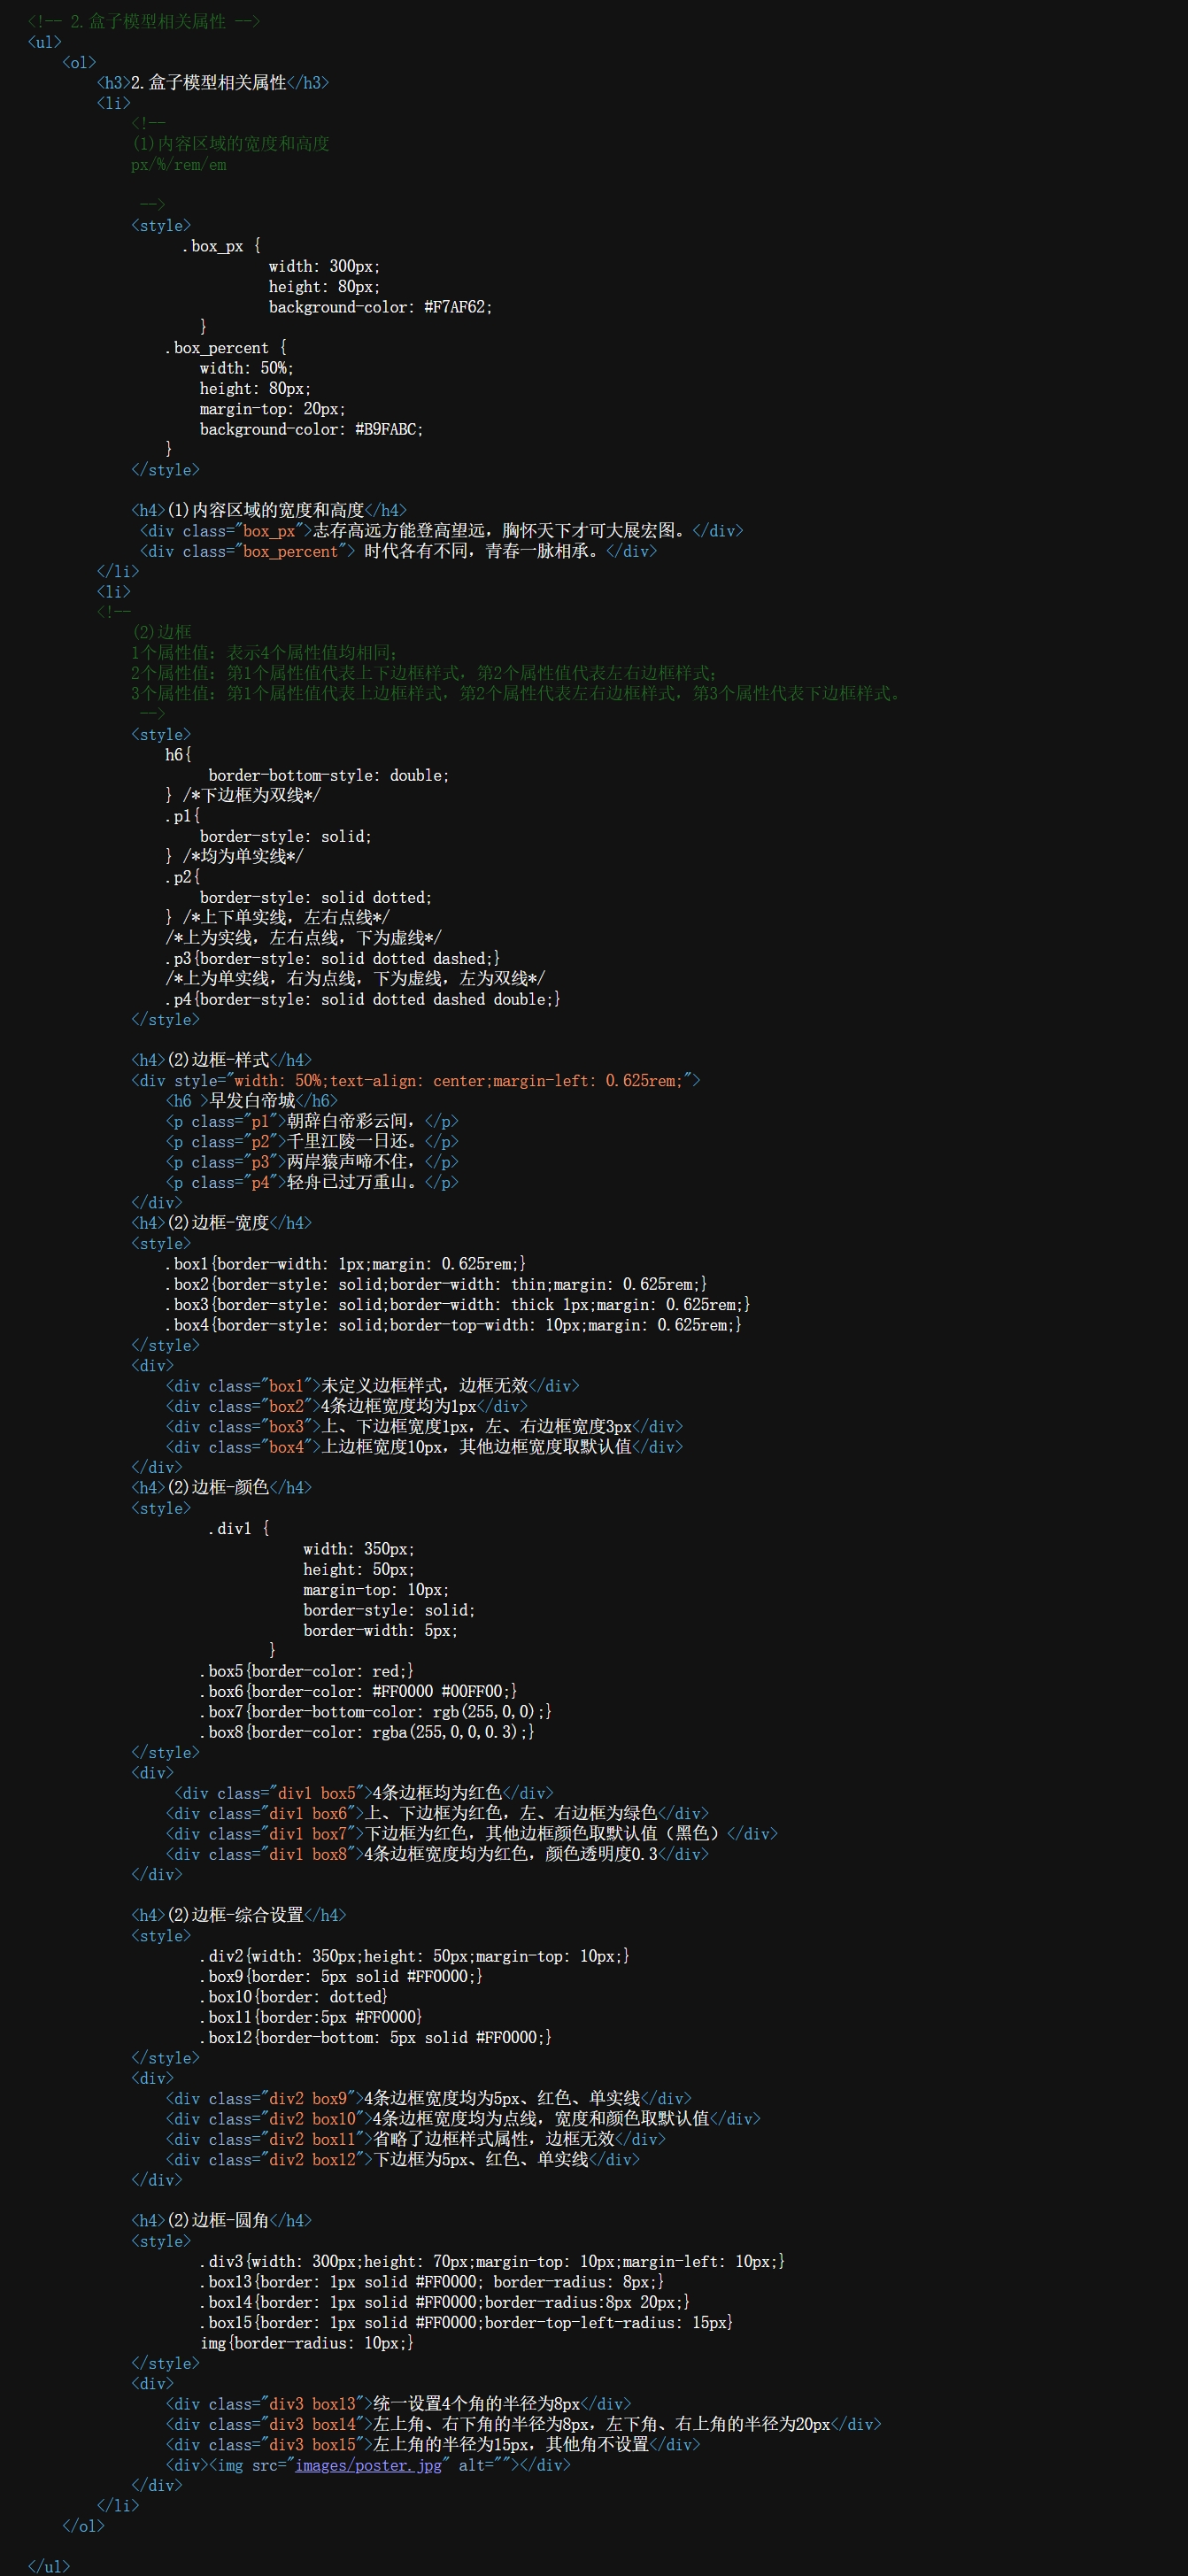 <!-- 2.盒子模型相关属性 -->
<ul>
<ol>
<h3>2.盒子模型相关属性</h3>
<li>
<!--
(1)内容区域的宽度和高度
px/%/rem/em
-->
<style>
.box_px {
width: 300px;
height: 80px;
background-color: #F7AF62;
}
.box_percent {
width: 50%;
height: 80px;
margin-top: 20px;
background-color: #B9FABC;
}
</style>
<h4>(1)内容区域的宽度和高度</h4>
<div class="box_px">志存高远方能登高望远，胸怀天下才可大展宏图。</div>
<div class="box_percent"> 时代各有不同，青春一脉相承。</div>
</li>
<li>
<!--
(2)边框
1个属性值：表示4个属性值均相同；
2个属性值：第1个属性值代表上下边框样式，第2个属性值代表左右边框样式；
3个属性值：第1个属性值代表上边框样式，第2个属性代表左右边框样式，第3个属性代表下边框样式。
-->
<style>
h6{
border-bottom-style: double;
} /*下边框为双线*/
.p1{
border-style: solid;
} /*均为单实线*/
.p2{
border-style: solid dotted;
} /*上下单实线，左右点线*/
/*上为实线，左右点线，下为虚线*/
.p3{border-style: solid dotted dashed;}
/*上为单实线，右为点线，下为虚线，左为双线*/
.p4{border-style: solid dotted dashed double;}
</style>
<h4>(2)边框-样式</h4>
<div style="width: 50%;text-align: center;margin-left: 0.625rem;">
<h6 >早发白帝城</h6>
<p class="p1">朝辞白帝彩云间，</p>
<p class="p2">千里江陵一日还。</p>
<p class="p3">两岸猿声啼不住，</p>
<p class="p4">轻舟已过万重山。</p>
</div>
<h4>(2)边框-宽度</h4>
<style>
.box1{border-width: 1px;margin: 0.625rem;}
.box2{border-style: solid;border-width: thin;margin: 0.625rem;}
.box3{border-style: solid;border-width: thick 1px;margin: 0.625rem;}
.box4{border-style: solid;border-top-width: 10px;margin: 0.625rem;}
</style>
<div>
<div class="box1">未定义边框样式，边框无效</div>
<div class="box2">4条边框宽度均为1px</div>
<div class="box3">上、下边框宽度1px，左、右边框宽度3px</div>
<div class="box4">上边框宽度10px，其他边框宽度取默认值</div>
</div>
<h4>(2)边框-颜色</h4>
<style>
.div1 {
width: 350px;
height: 50px;
margin-top: 10px;
border-style: solid;
border-width: 5px;
}
.box5{border-color: red;}
.box6{border-color: #FF0000 #00FF00;}
.box7{border-bottom-color: rgb(255,0,0);}
.box8{border-color: rgba(255,0,0,0.3);}
</style>
<div>
<div class="div1 box5">4条边框均为红色</div>
<div class="div1 box6">上、下边框为红色，左、右边框为绿色</div>
<div class="div1 box7">下边框为红色，其他边框颜色取默认值（黑色）</div>
<div class="div1 box8">4条边框宽度均为红色，颜色透明度0.3</div>
</div>
<h4>(2)边框-综合设置</h4>
<style>
.div2{width: 350px;height: 50px;margin-top: 10px;}
.box9{border: 5px solid #FF0000;}
.box10{border: dotted}
.box11{border:5px #FF0000}
.box12{border-bottom: 5px solid #FF0000;}
</style>
<div>
<div class="div2 box9">4条边框宽度均为5px、红色、单实线</div>
<div class="div2 box10">4条边框宽度均为点线，宽度和颜色取默认值</div>
<div class="div2 box11">省略了边框样式属性，边框无效</div>
<div class="div2 box12">下边框为5px、红色、单实线</div>
</div>
<h4>(2)边框-圆角</h4>
<style>
.div3{width: 300px;height: 70px;margin-top: 10px;margin-left: 10px;}
.box13{border: 1px solid #FF0000; border-radius: 8px;}
.box14{border: 1px solid #FF0000;border-radius:8px 20px;}
.box15{border: 1px solid #FF0000;border-top-left-radius: 15px}
img{border-radius: 10px;}
</style>
<div>
<div class="div3 box13">统一设置4个角的半径为8px</div>
<div class="div3 box14">左上角、右下角的半径为8px，左下角、右上角的半径为20px</div>
<div class="div3 box15">左上角的半径为15px，其他角不设置</div>
<div><img src="images/poster.jpg" alt=""></div>
</div>
</li>
</ol>
</ul>